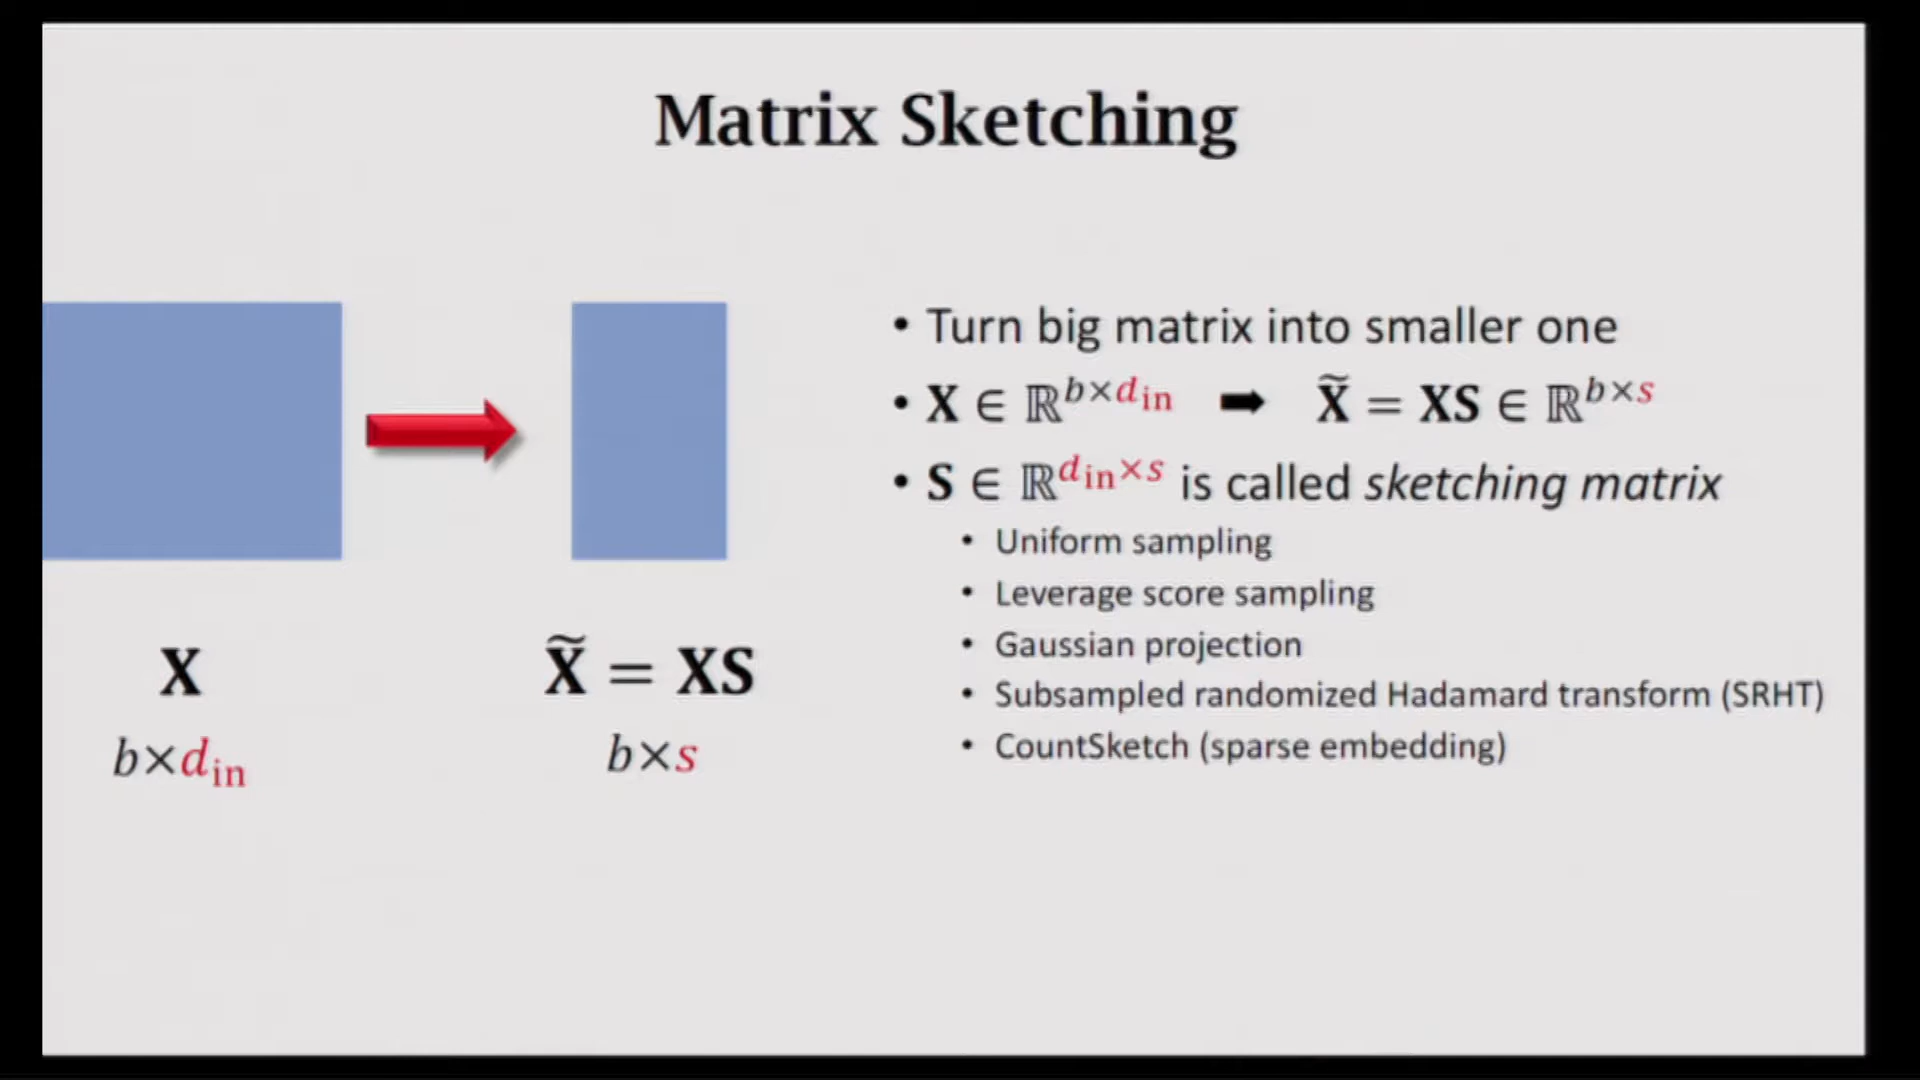 Matrix Sketching
• Turn big matrix into smaller one
• X ∈ ℝ^{b×d_in} ➡ X̃ = XS ∈ ℝ^{b×s}
• S ∈ ℝ^{d_in×s} is called sketching matrix
• Uniform sampling
• Leverage score sampling
• Gaussian projection
• Subsampled randomized Hadamard transform (SRHT)
• CountSketch (sparse embedding)
X
b×d_in
X̃ = XS
b×s